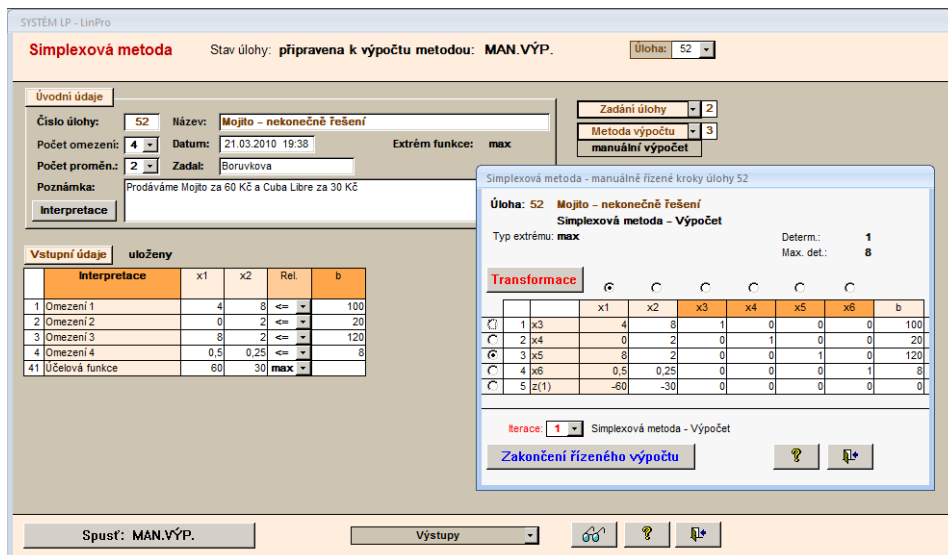 SYSTÉM LP - LinPro
Simplexová metoda Stav úlohy: připravena k výpočtu metodou: MAN.VÝP. Úloha: 52
Úvodní údaje
Číslo úlohy: 52 Název: Mojito – nekonečně řešení
Počet omezení: 4 Datum: 21.03.2010 19:38 Extrém funkce: max
Počet proměn.: 2 Zadal: Boruvkova
Poznámka: Prodáváme Mojito za 60 Kč a Cuba Libre za 30 Kč
Interpretace
Zadání úlohy 2
Metoda výpočtu 3
manuální výpočet
Vstupní údaje uloženy
Interpretace x1 x2 Rel. b
1 Omezení 1 4 8 <= 100
2 Omezení 2 0 2 <= 20
3 Omezení 3 8 2 <= 120
4 Omezení 4 0,5 0,25 <= 8
41 Účelová funkce 60 30 max
Simplexová metoda - manuálně řízené kroky úlohy 52
Úloha: 52 Mojito – nekonečně řešení
Simplexová metoda - Výpočet
Typ extrému: max Determ.: 1
Max. det.: 8
Transformace
x1 x2 x3 x4 x5 x6 b
1 x3 4 8 1 0 0 0 100
2 x4 0 2 0 1 0 0 20
3 x5 8 2 0 0 1 0 120
4 x6 0,5 0,25 0 0 0 1 8
5 z(1) -60 -30 0 0 0 0 0
Iterace: 1 Simplexová metoda - Výpočet
Zakončení řízeného výpočtu ?
Spusť: MAN.VÝP. Výstupy ?